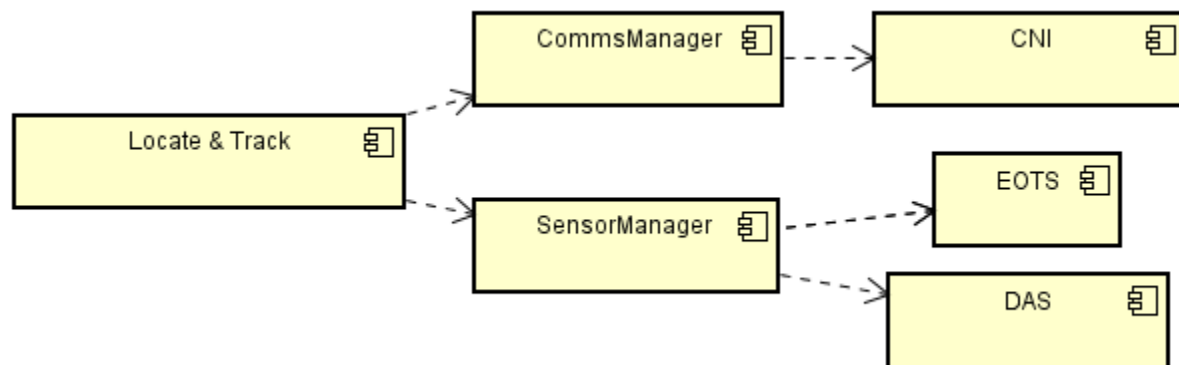 CommsManager
CNI
Locate & Track
EOTS
SensorManager
DAS